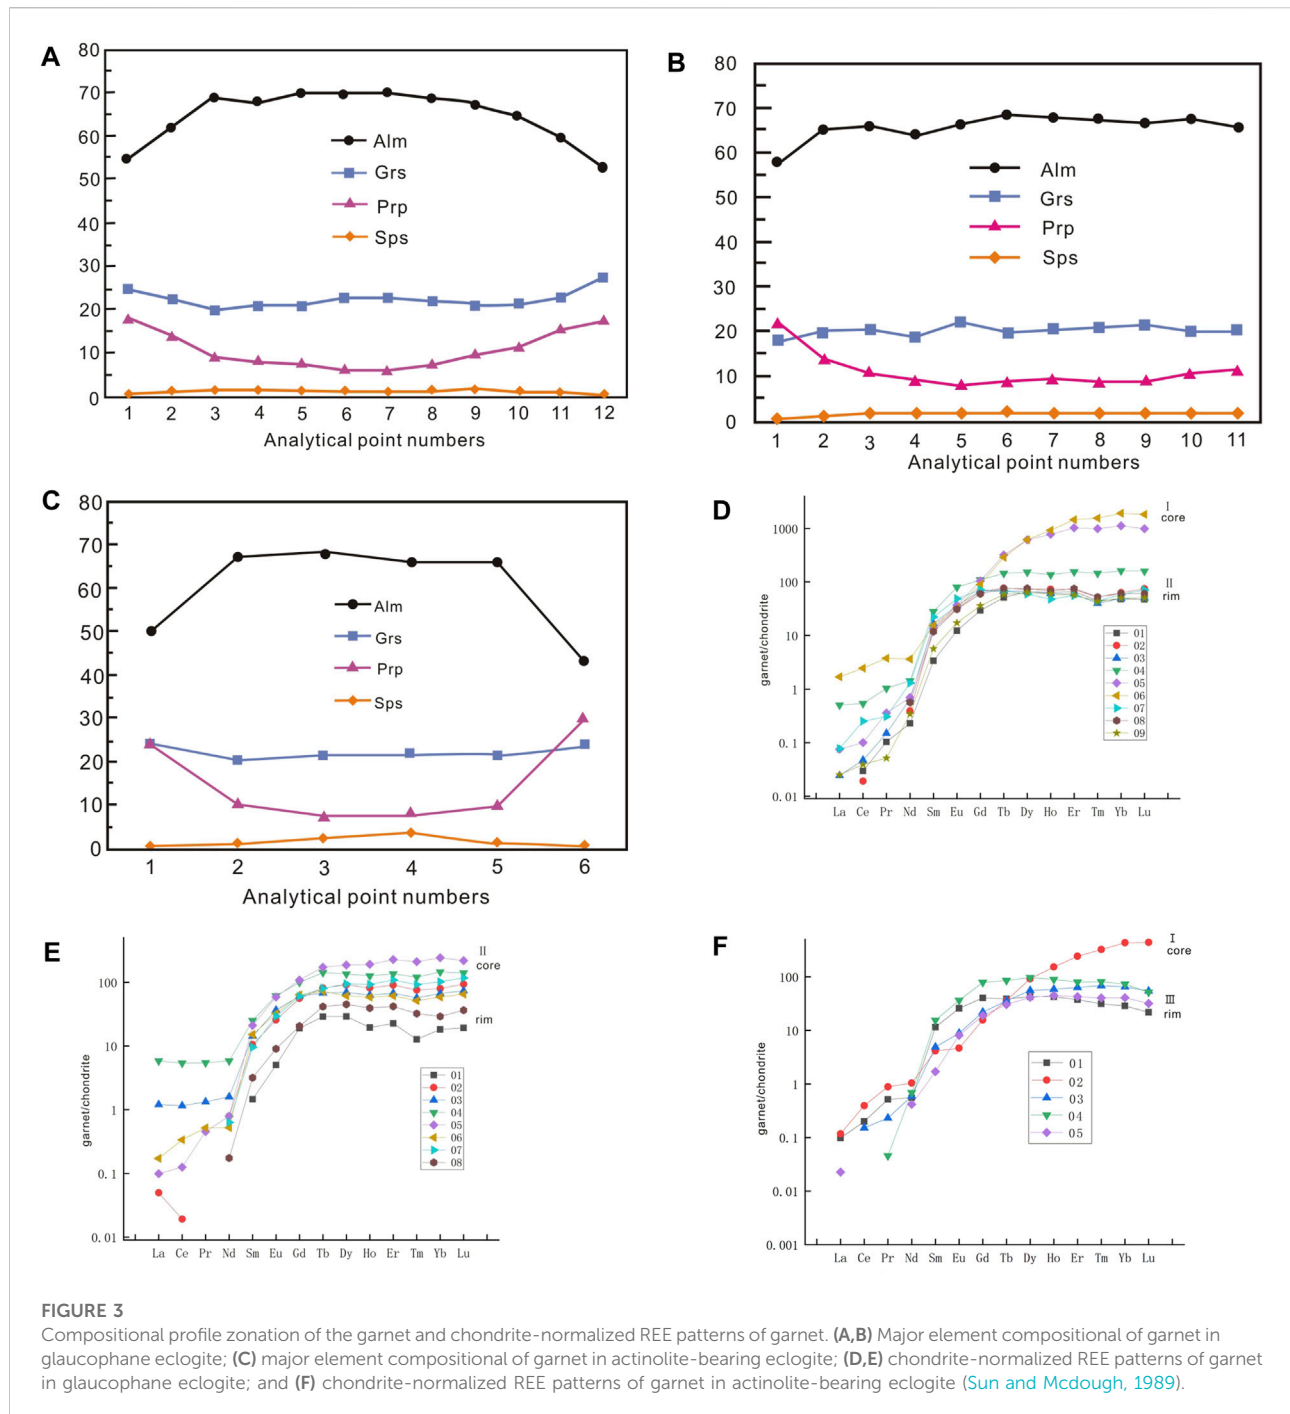 A
80
70
60
50
40
30
20
10
0
Alm
Grs
Prp
Sps
1 2 3 4 5 6 7 8 9 10 11 12
Analytical point numbers
B
80
70
60
50
40
30
20
10
0
Alm
Grs
Prp
Sps
1 2 3 4 5 6 7 8 9 10 11
Analytical point numbers
C
80
70
60
50
40
30
20
10
0
Alm
Grs
Prp
Sps
1 2 3 4 5 6
Analytical point numbers
D
garnet/chondrite
1000
100
10
1
0.1
0.01
I
core
II
rim
01
02
03
04
05
06
07
08
09
La Ce Pr Nd Sm Eu Gd Tb Dy Ho Er Tm Yb Lu
E
garnet/chondrite
100
10
1
0.1
0.01
II
core
rim
01
02
03
04
05
06
07
08
La Ce Pr Nd Sm Eu Gd Tb Dy Ho Er Tm Yb Lu
F
garnet/chondrite
100
10
1
0.1
0.01
0.001
I
core
III
rim
01
02
03
04
05
La Ce Pr Nd Sm Eu Gd Tb Dy Ho Er Tm Yb Lu
FIGURE 3
Compositional profile zonation of the garnet and chondrite-normalized REE patterns of garnet. (A,B) Major element compositional of garnet in
glaucophane eclogite; (C) major element compositional of garnet in actinolite-bearing eclogite; (D,E) chondrite-normalized REE patterns of garnet
in glaucophane eclogite; and (F) chondrite-normalized REE patterns of garnet in actinolite-bearing eclogite (Sun and Mcdough, 1989).